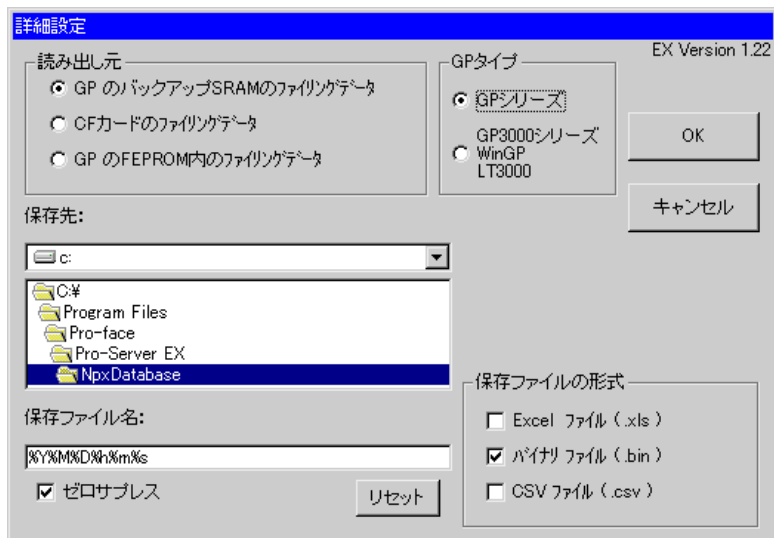 詳細設定
EX Version 1.22
読み出し元
GP のバックアップSRAMのﾌｧｲﾘﾝｸﾞﾃﾞｰﾀ
CFカードのﾌｧｲﾘﾝｸﾞﾃﾞｰﾀ
GP のFEPROM内のﾌｧｲﾘﾝｸﾞﾃﾞｰﾀ
GPタイプ
GPシリーズ
GP3000シリーズ
WinGP
LT3000
OK
キャンセル
保存先:
c:
C:¥
Program Files
Pro-face
Pro-Server EX
NpxDatabase
保存ファイル名:
%Y%M%D%h%m%s
ゼロサプレス
リセット
保存ファイルの形式
Excel ﾌｧｲﾙ ( .xls )
ﾊﾞｲﾅﾘ ﾌｧｲﾙ ( .bin )
CSV ﾌｧｲﾙ ( .csv )